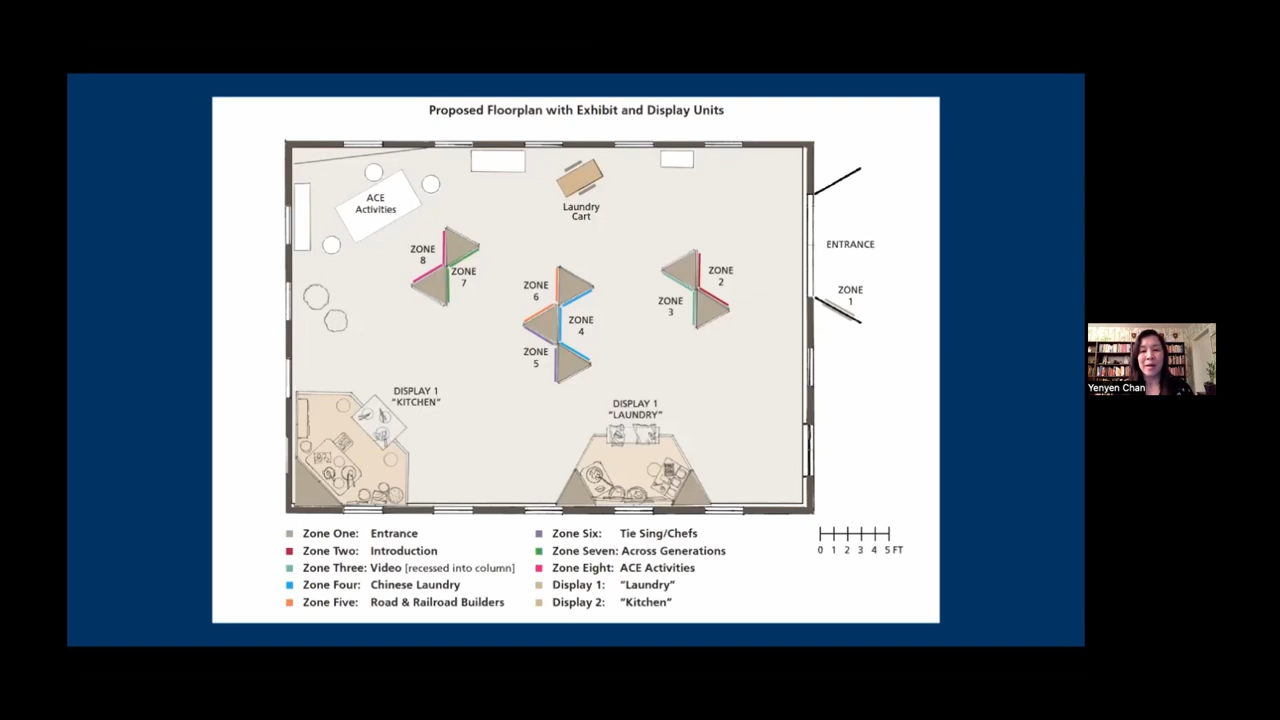 Proposed Floorplan with Exhibit and Display Units
ACE
Activities
Laundry
Cart
ENTRANCE
ZONE
1
ZONE
2
ZONE
3
ZONE
8
ZONE
7
ZONE
6
ZONE
4
ZONE
5
DISPLAY 1
“KITCHEN”
DISPLAY 1
“LAUNDRY”
Yenyen Chan
Zone One: Entrance
Zone Two: Introduction
Zone Three: Video [recessed into column]
Zone Four: Chinese Laundry
Zone Five: Road & Railroad Builders
Zone Six: Tie Sing/Chefs
Zone Seven: Across Generations
Zone Eight: ACE Activities
Display 1: “Laundry”
Display 2: “Kitchen”
0 1 2 3 4 5 FT